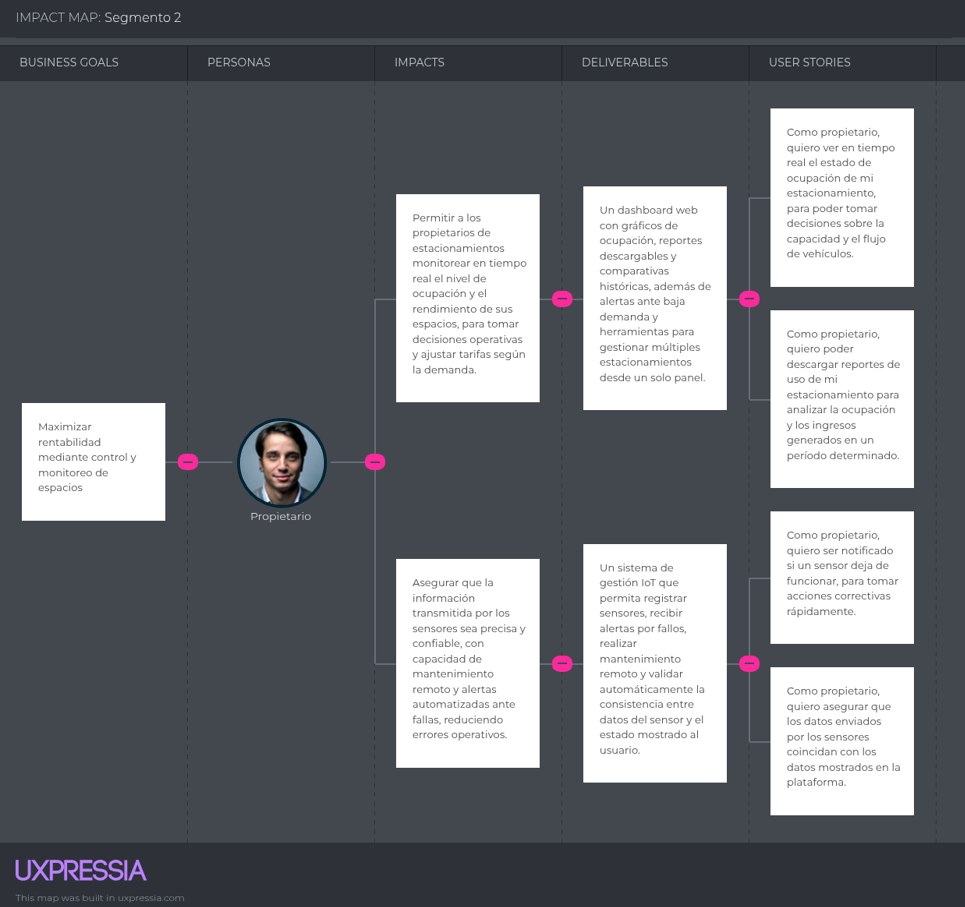 IMPACT MAP: Segmento 2
BUSINESS GOALS
PERSONAS
IMPACTS
DELIVERABLES
USER STORIES
Maximizar
rentabilidad
mediante control y
monitoreo de
espacios
Propietario
Permitir a los
propietarios de
estacionamientos
monitorear en tiempo
real el nivel de
ocupación y el
rendimiento de sus
espacios, para tomar
decisiones operativas
y ajustar tarifas según
la demanda.
Un dashboard web
con gráficos de
ocupación, reportes
descargables y
comparativas
históricas, además de
alertas ante baja
demanda y
herramientas para
gestionar múltiples
estacionamientos
desde un solo panel.
Como propietario,
quiero ver en tiempo
real el estado de
ocupación de mi
estacionamiento,
para poder tomar
decisiones sobre la
capacidad y el flujo
de vehículos.
Como propietario,
quiero poder
descargar reportes de
uso de mi
estacionamiento para
analizar la ocupación
y los ingresos
generados en un
período determinado.
Asegurar que la
información
transmitida por los
sensores sea precisa y
confiable, con
capacidad de
mantenimiento
remoto y alertas
automatizadas ante
fallas, reduciendo
errores operativos.
Un sistema de
gestión IoT que
permita registrar
sensores, recibir
alertas por fallos,
realizar
mantenimiento
remoto y validar
automáticamente la
consistencia entre
datos del sensor y el
estado mostrado al
usuario.
Como propietario,
quiero ser notificado
si un sensor deja de
funcionar, para tomar
acciones correctivas
rápidamente.
Como propietario,
quiero asegurar que
los datos enviados
por los sensores
coincidan con los
datos mostrados en la
plataforma.
UXPRESSIA
This map was built in uxpressia.com